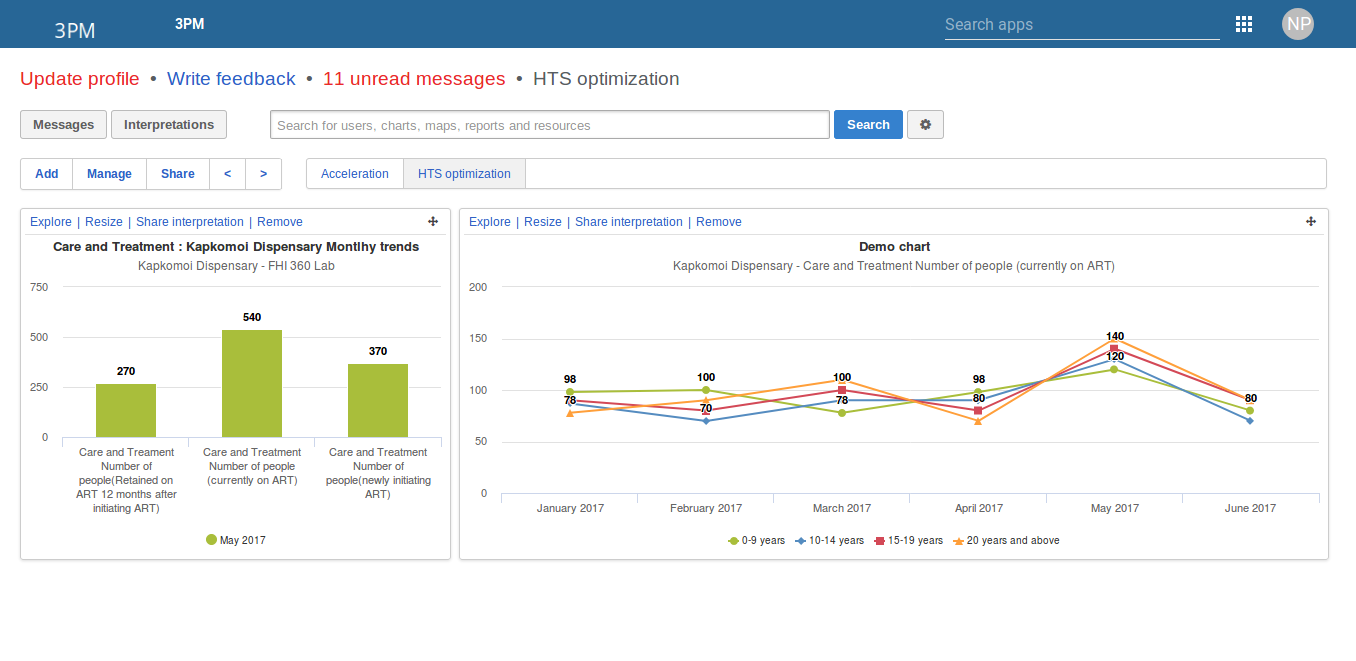 3PM
3PM
Search apps
NP
Update profile • Write feedback • 11 unread messages • HTS optimization
Messages
Interpretations
Search for users, charts, maps, reports and resources
Search
Add
Manage
Share
<
>
Acceleration
HTS optimization
Explore | Resize | Share interpretation | Remove
Care and Treatment : Kapkomoi Dispensary Montlhy trends
Kapkomoi Dispensary - FHI 360 Lab
750
500
250
0
270
540
370
Care and Treament
Number of
people(Retained on
ART 12 months after
initiating ART)
Care and Treatment
Number of people
(currently on ART)
Care and Treatment
Number of
people(newly initiating
ART)
May 2017
Explore | Resize | Share interpretation | Remove
Demo chart
Kapkomoi Dispensary - Care and Treatment Number of people (currently on ART)
200
150
100
50
0
98
78
100
70
100
78
98
80
140
120
80
January 2017
February 2017
March 2017
April 2017
May 2017
June 2017
0-9 years
10-14 years
15-19 years
20 years and above